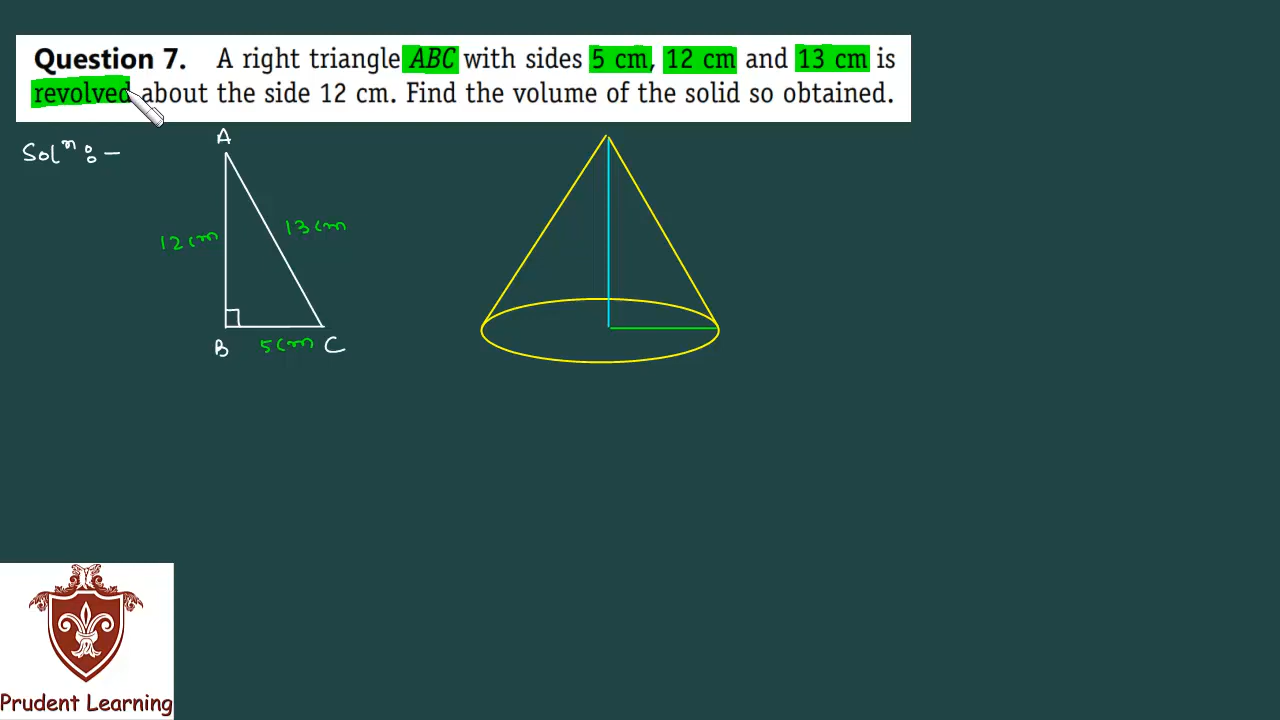 Question 7. A right triangle ABC with sides 5 cm, 12 cm and 13 cm is
revolved about the side 12 cm. Find the volume of the solid so obtained.
Solⁿ :-
A
12 cm
13 cm
B
5 cm
C
Prudent Learning